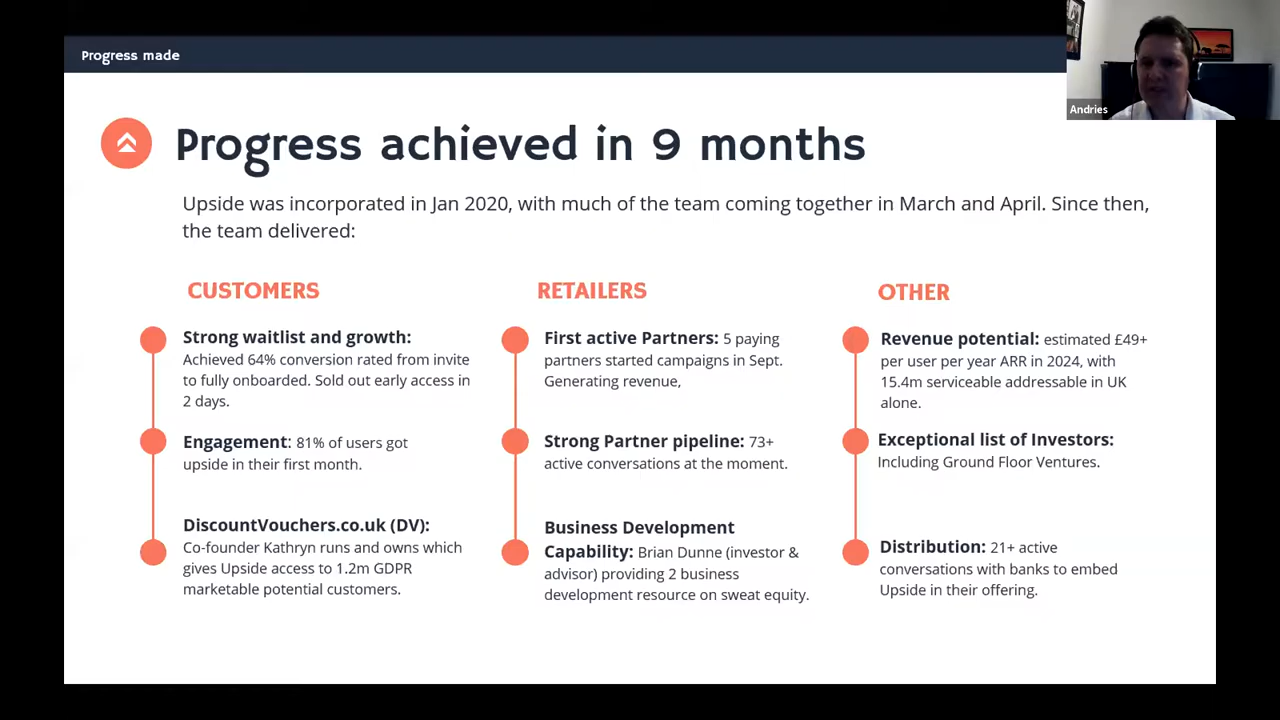 Progress made
Andries
Progress achieved in 9 months
Upside was incorporated in Jan 2020, with much of the team coming together in March and April. Since then,
the team delivered:
CUSTOMERS
Strong waitlist and growth:
Achieved 64% conversion rated from invite
to fully onboarded. Sold out early access in
2 days.
Engagement: 81% of users got
upside in their first month.
DiscountVouchers.co.uk (DV):
Co-founder Kathryn runs and owns which
gives Upside access to 1.2m GDPR
marketable potential customers.
RETAILERS
First active Partners: 5 paying
partners started campaigns in Sept.
Generating revenue,
Strong Partner pipeline: 73+
active conversations at the moment.
Business Development
Capability: Brian Dunne (investor &
advisor) providing 2 business
development resource on sweat equity.
OTHER
Revenue potential: estimated £49+
per user per year ARR in 2024, with
15.4m serviceable addressable in UK
alone.
Exceptional list of Investors:
Including Ground Floor Ventures.
Distribution: 21+ active
conversations with banks to embed
Upside in their offering.